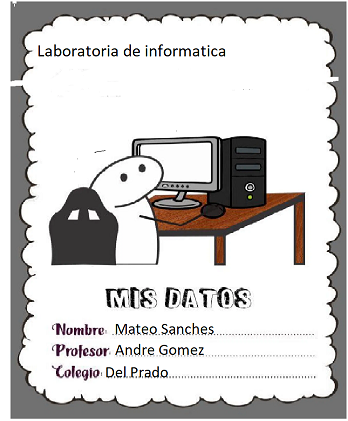 Laboratoria de informatica
MIS DATOS
Nombre: Mateo Sanches
Profesor: Andre Gomez
Colegio: Del Prado